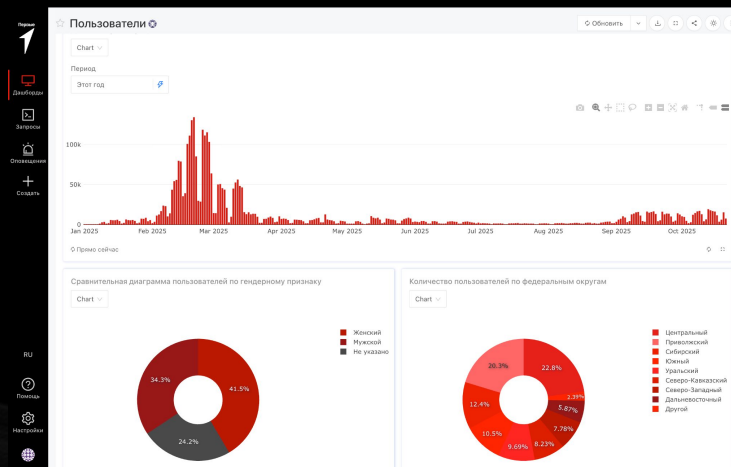 Первые
Пользователи
Обновить
Дашборды
Запросы
Оповещения
Создать
RU
Помощь
Настройки
Chart
Период
Этот год
100k
50k
0
Jan 2025
Feb 2025
Mar 2025
Apr 2025
May 2025
Jun 2025
Jul 2025
Aug 2025
Sep 2025
Oct 2025
Прямо сейчас
Сравнительная диаграмма пользователей по гендерному признаку
Chart
Женский
Мужской
Не указано
34.3%
41.5%
24.2%
Количество пользователей по федеральным округам
Chart
Центральный
Приволжский
Сибирский
Южный
Уральский
Северо-Кавказский
Северо-Западный
Дальневосточный
Другой
20.3%
22.8%
2.39%
5.87%
12.4%
7.78%
10.5%
9.69%
8.23%